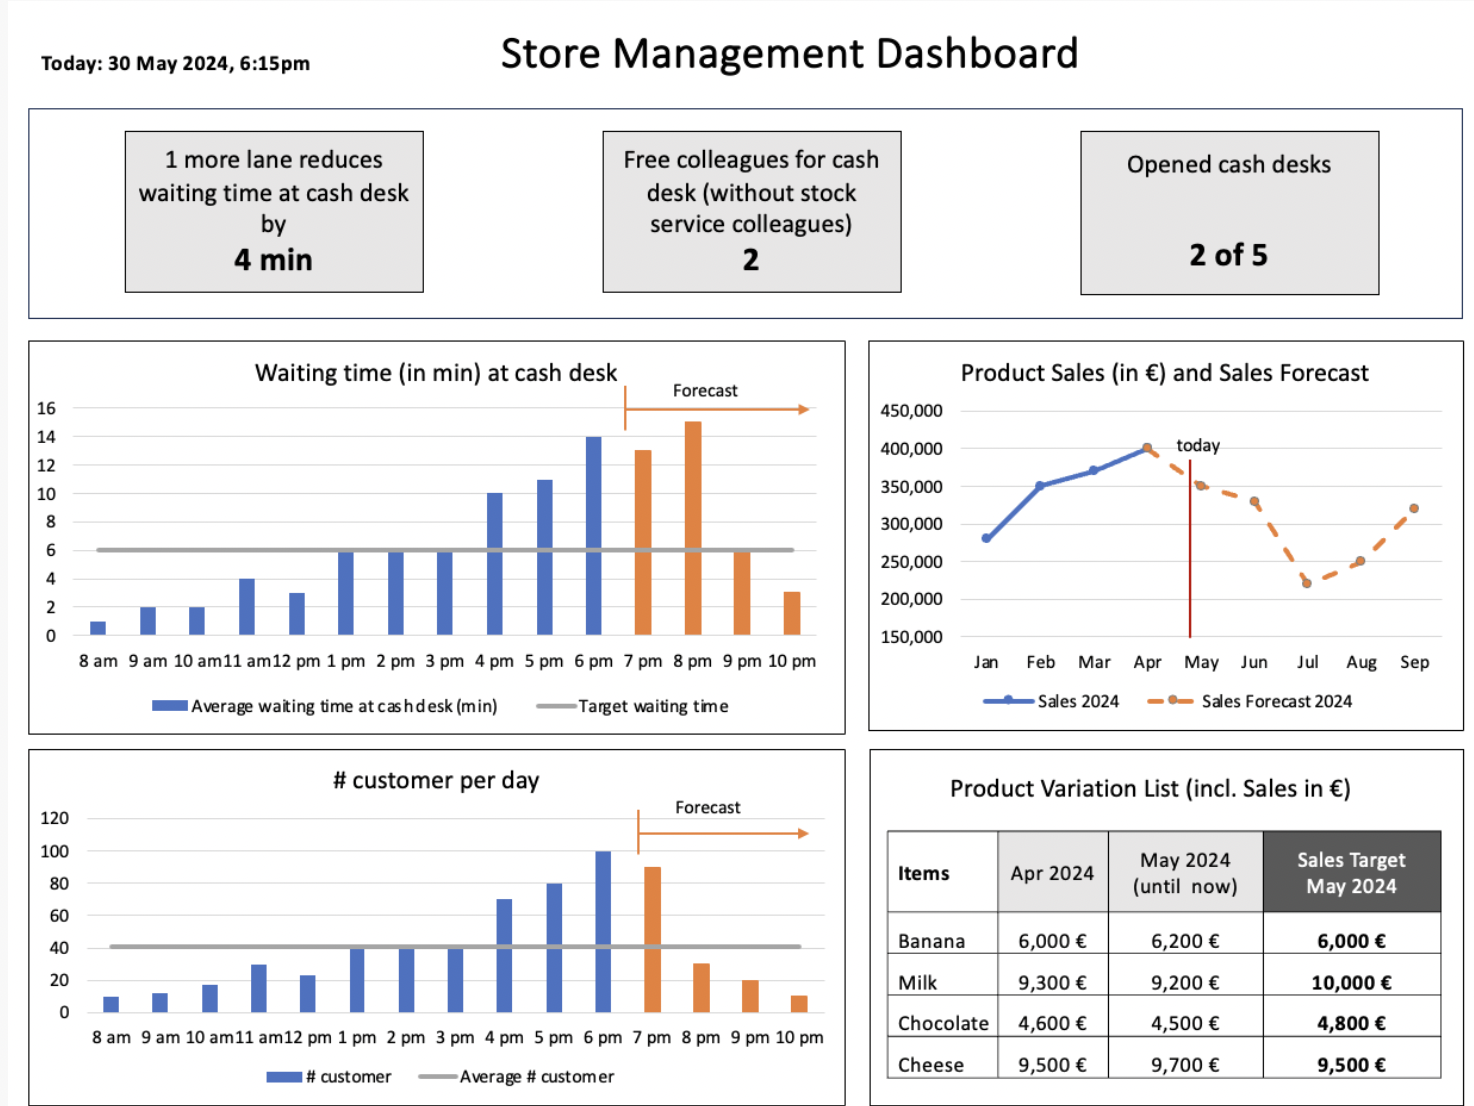 Today: 30 May 2024, 6:15pm
Store Management Dashboard
1 more lane reduces
waiting time at cash desk
by
4 min
Free colleagues for cash
desk (without stock
service colleagues)
2
Opened cash desks
2 of 5
Waiting time (in min) at cash desk
Forecast
16
14
12
10
8
6
4
2
0
8 am 9 am 10 am 11 am 12 pm 1 pm 2 pm 3 pm 4 pm 5 pm 6 pm 7 pm 8 pm 9 pm 10 pm
Average waiting time at cash desk (min) Target waiting time
Product Sales (in €) and Sales Forecast
450,000
400,000
350,000
300,000
250,000
200,000
150,000
today
Jan Feb Mar Apr May Jun Jul Aug Sep
Sales 2024 Sales Forecast 2024
# customer per day
Forecast
120
100
80
60
40
20
0
8 am 9 am 10 am 11 am 12 pm 1 pm 2 pm 3 pm 4 pm 5 pm 6 pm 7 pm 8 pm 9 pm 10 pm
# customer Average # customer
Product Variation List (incl. Sales in €)
Items Apr 2024 May 2024 (until now) Sales Target May 2024
Banana 6,000 € 6,200 € 6,000 €
Milk 9,300 € 9,200 € 10,000 €
Chocolate 4,600 € 4,500 € 4,800 €
Cheese 9,500 € 9,700 € 9,500 €